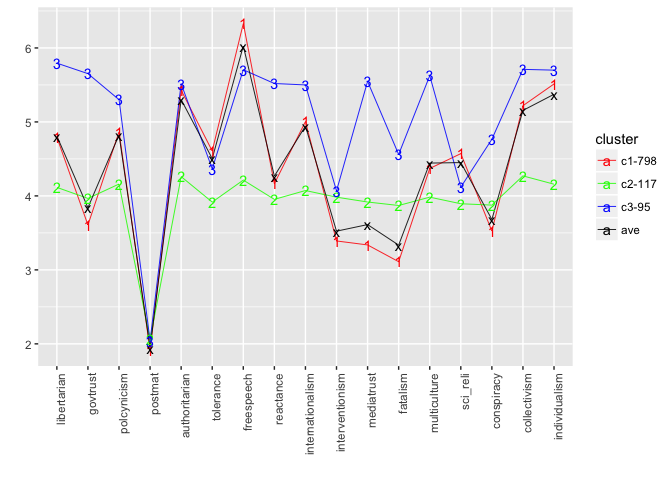 6
5
4
3
2
libertarian
govtrust
polcynicism
postmat
authoritarian
tolerance
freespeech
reactance
internationalism
interventionism
mediatrust
fatalism
multiculture
sci_reli
conspiracy
collectivism
individualism
cluster
a c1-798
a c2-117
a c3-95
a ave